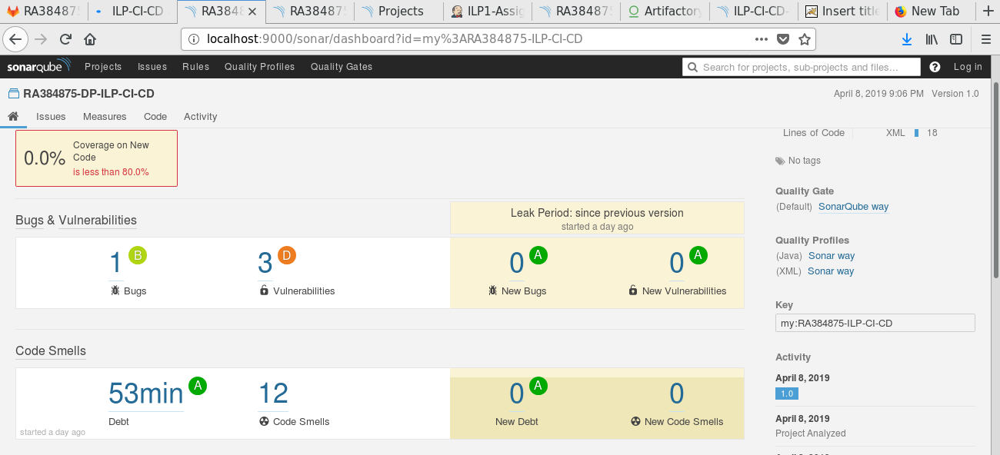 RA38487 ILP-CI-CD RA3848 RA38487 Projects ILP1-Assig RA38487 Artifactory ILP-CI-CD- Insert title New Tab
localhost:9000/sonar/dashboard?id=my%3ARA384875-ILP-CI-CD
sonarqube Projects Issues Rules Quality Profiles Quality Gates Search for projects, sub-projects and files... ? Log in
RA384875-DP-ILP-CI-CD April 8, 2019 9:06 PM Version 1.0
Issues Measures Code Activity
0.0% Coverage on New
Code
is less than 80.0%
Bugs & Vulnerabilities
Leak Period: since previous version
started a day ago
1 B 3 D 0 A 0 A
Bugs Vulnerabilities New Bugs New Vulnerabilities
Code Smells
53min A 12 0 A 0
Debt Code Smells New Debt New Code Smells
started a day ago
Lines of Code XML 18
No tags
Quality Gate
(Default) SonarQube way
Quality Profiles
(Java) Sonar way
(XML) Sonar way
Key
my:RA384875-ILP-CI-CD
Activity
April 8, 2019
1.0
April 8, 2019
Project Analyzed